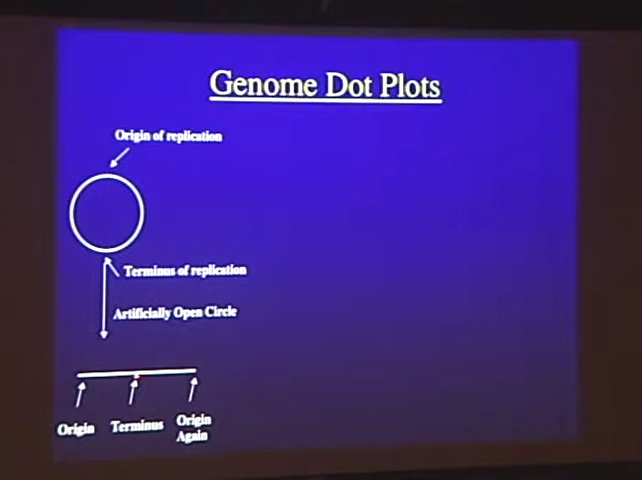 Genome Dot Plots
Origin of replication
Terminus of replication
Artificially Open Circle
Origin
Terminus
Origin
Again